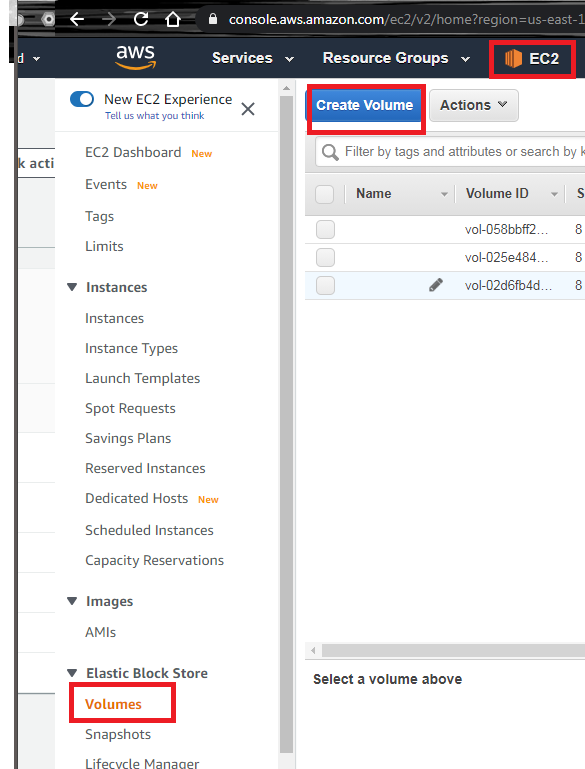 console.aws.amazon.com/ec2/v2/home?region=us-east-1
d
aws
Services
Resource Groups
EC2
New EC2 Experience
Tell us what you think
Create Volume
Actions
k acti
EC2 Dashboard New
Filter by tags and attributes or search by k
Events New
Name
Volume ID
S
Tags
vol-058bbff2...
8
Limits
vol-025e484...
8
vol-02d6fb4d...
8
Instances
Instances
Instance Types
Launch Templates
Spot Requests
Savings Plans
Reserved Instances
Dedicated Hosts New
Scheduled Instances
Capacity Reservations
Images
AMIs
Elastic Block Store
Select a volume above
Volumes
Snapshots
Lifecycle Manager